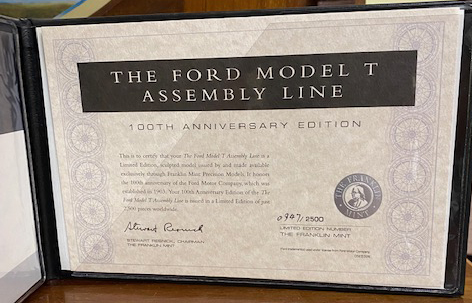 THE FORD MODEL T
ASSEMBLY LINE
100TH ANNIVERSARY EDITION
This is to certify that your The Ford Model T Assembly Line is a
Limited Edition, sculpted model issued by and made available
exclusively through Franklin Mint Precision Models. It honors
the 100th anniversary of the Ford Motor Company, which was
established in 1903. Your 100th Anniversary Edition of the The
Ford Model T Assembly Line is issued in a Limited Edition of just
2,500 pieces worldwide.
Stewart Resnick
STEWART RESNICK, CHAIRMAN
THE FRANKLIN MINT
THE FRANKLIN
MINT
0947/2500
LIMITED EDITION NUMBER
THE FRANKLIN MINT